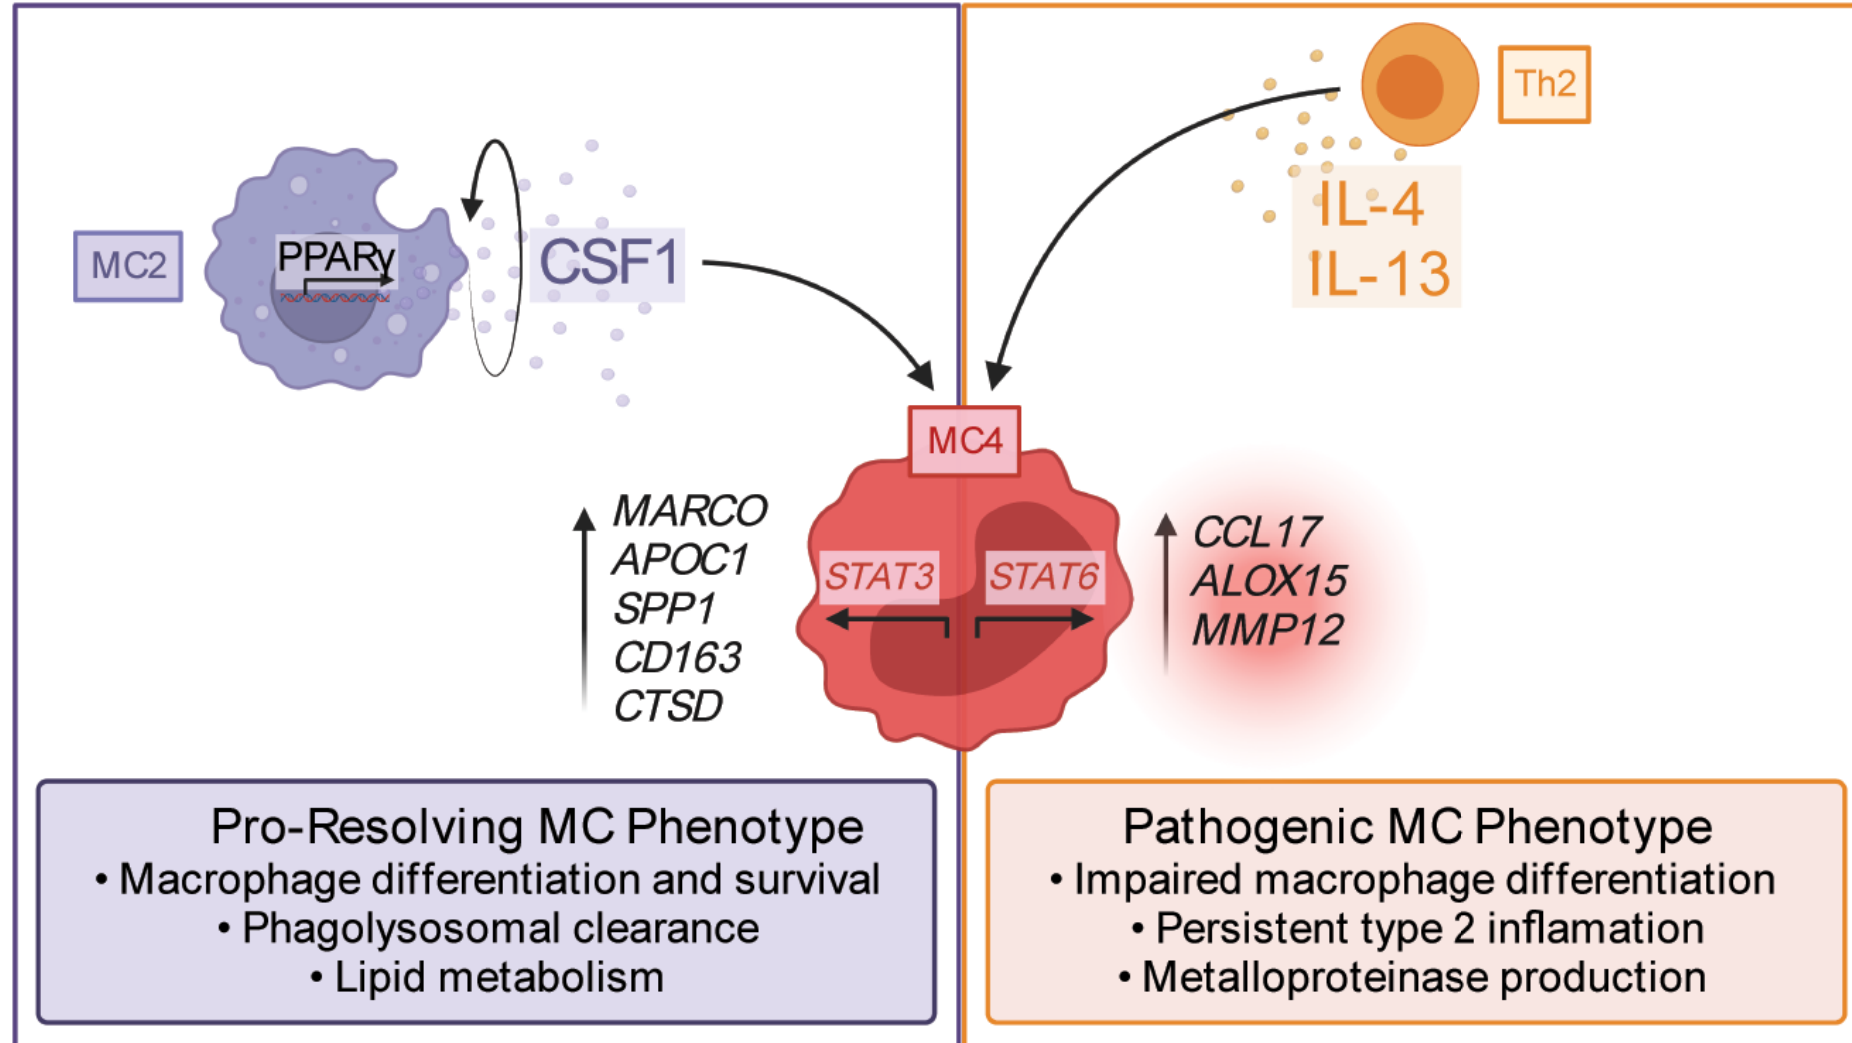 MC2
PPARγ
CSF1
Th2
IL-4
IL-13
MC4
MARCO
APOC1
SPP1
CD163
CTSD
STAT3
STAT6
CCL17
ALOX15
MMP12
Pro-Resolving MC Phenotype
• Macrophage differentiation and survival
• Phagolysosomal clearance
• Lipid metabolism
Pathogenic MC Phenotype
• Impaired macrophage differentiation
• Persistent type 2 inflamation
• Metalloproteinase production